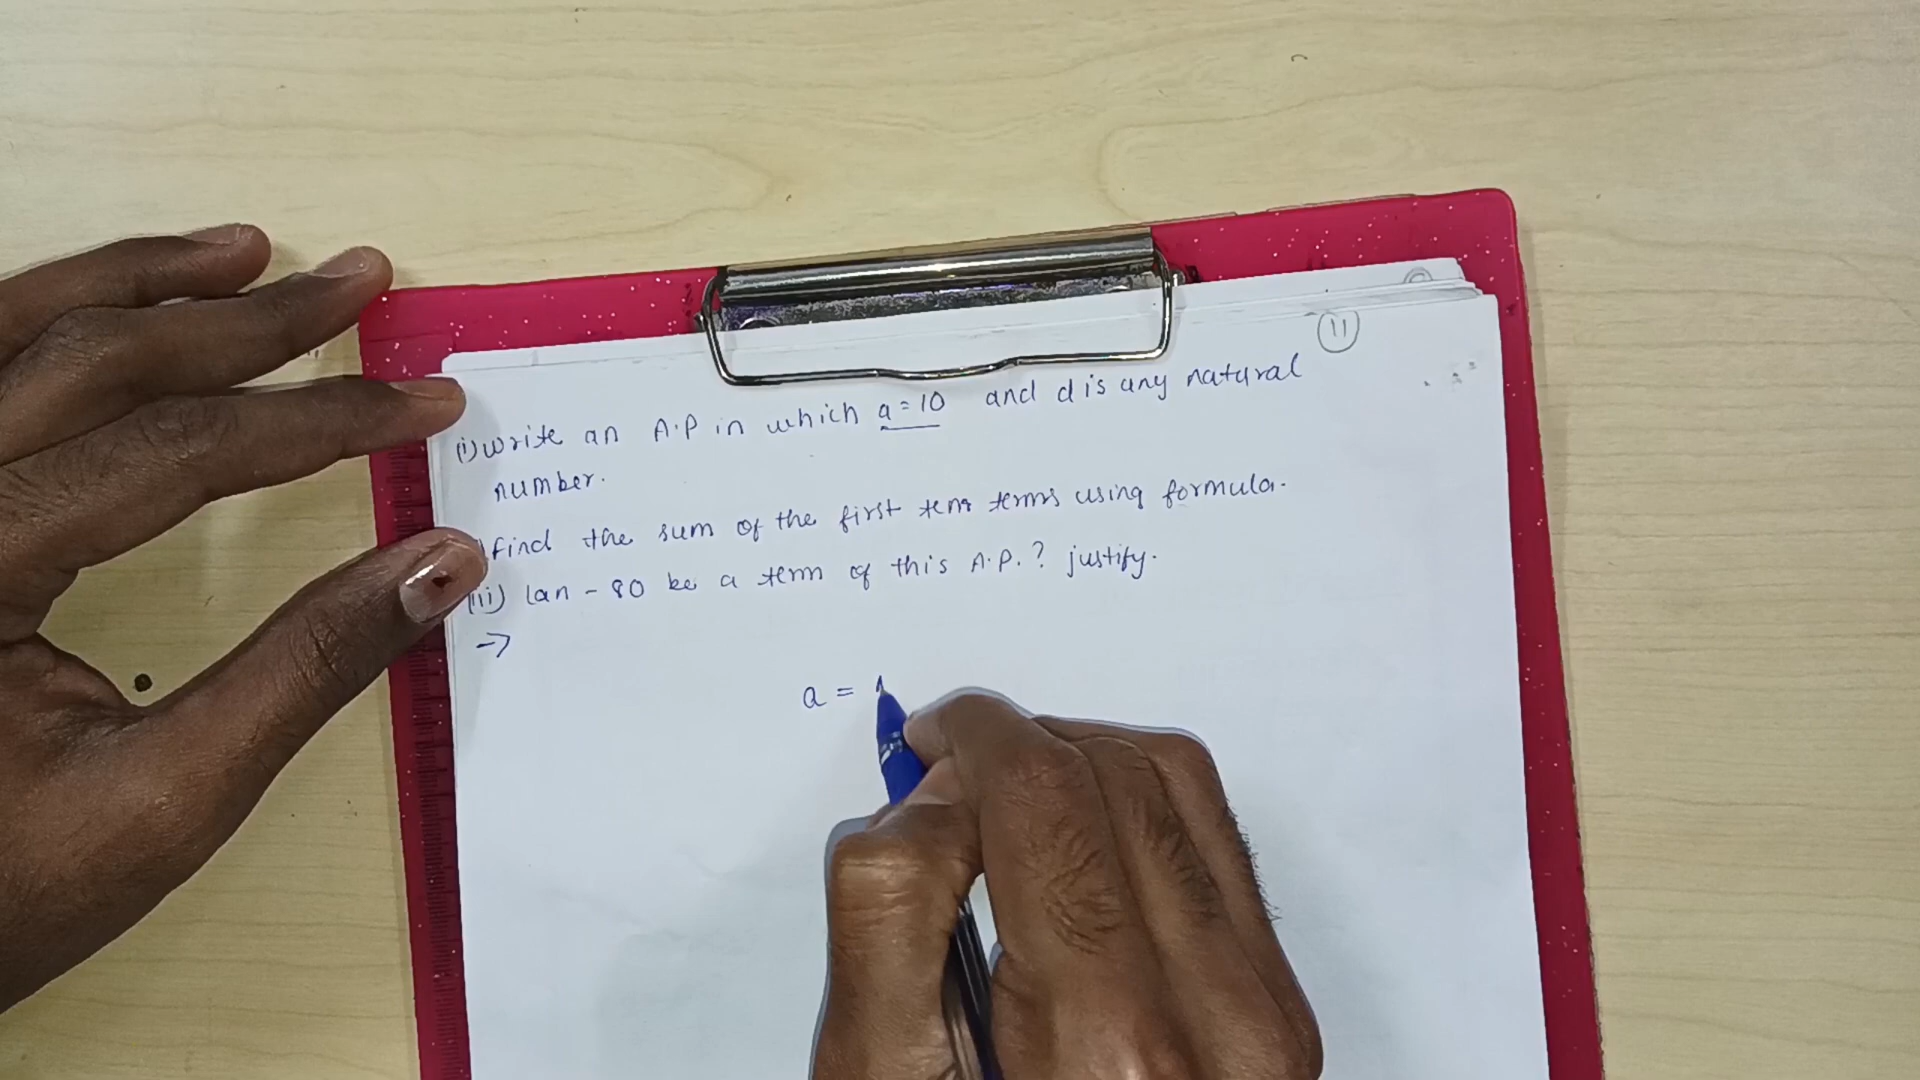 11
(i) write an A.P in which a=10 and d is any natural
number.
) find the sum of the first ten terms using formula.
(iii) can - 80 be a term of this A.P.? justify.
→
a =